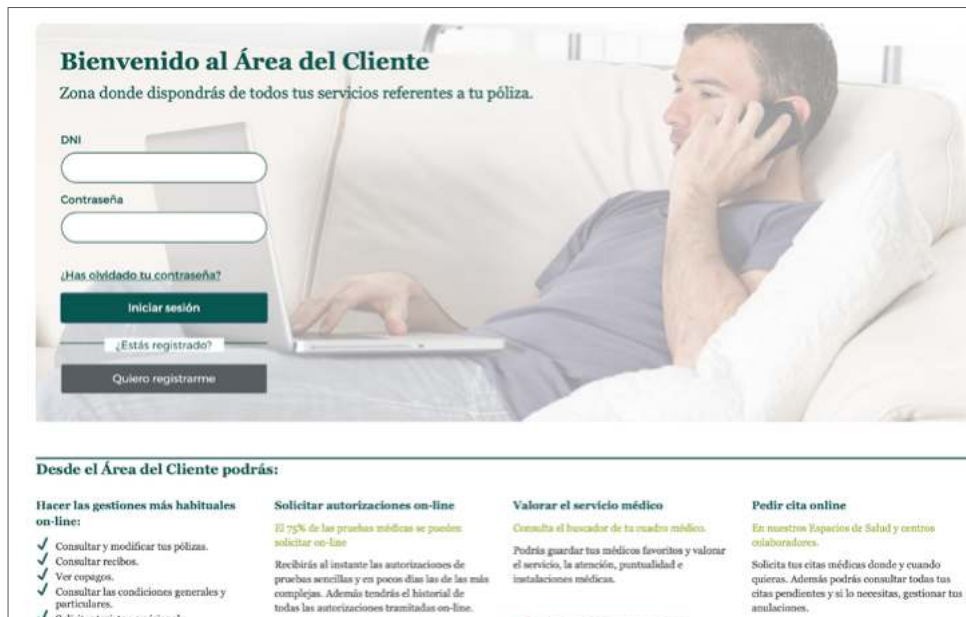 Bienvenido al Área del Cliente
Zona donde dispondrás de todos tus servicios referentes a tu póliza.
DNI
Contraseña
¿Has olvidado tu contraseña?
Iniciar sesión
¿Estás registrado?
Quiero registrarme
Desde el Área del Cliente podrás:
Hacer las gestiones más habituales
on-line:
Consultar y modificar tus pólizas.
Consultar recibos.
Ver copagos.
Consultar las condiciones generales y
particulares.
Solicitar autorizaciones on-line
El 75% de las pruebas médicas se pueden
solicitar on-line
Recibirás al instante las autorizaciones de
pruebas sencillas y en pocos días las de las más
complejas. Además tendrás el historial de
todas las autorizaciones tramitadas on-line.
Valorar el servicio médico
Consulta el buscador de tu cuadro médico.
Podrás guardar tus médicos favoritos y valorar
el servicio, la atención, puntualidad e
instalaciones médicas.
Pedir cita online
En nuestros Espacios de Salud y centros
colaboradores.
Solicita tus citas médicas donde y cuando
quieras. Además podrás consultar todas tus
citas pendientes y si lo necesitas, gestionar tus
anulaciones.